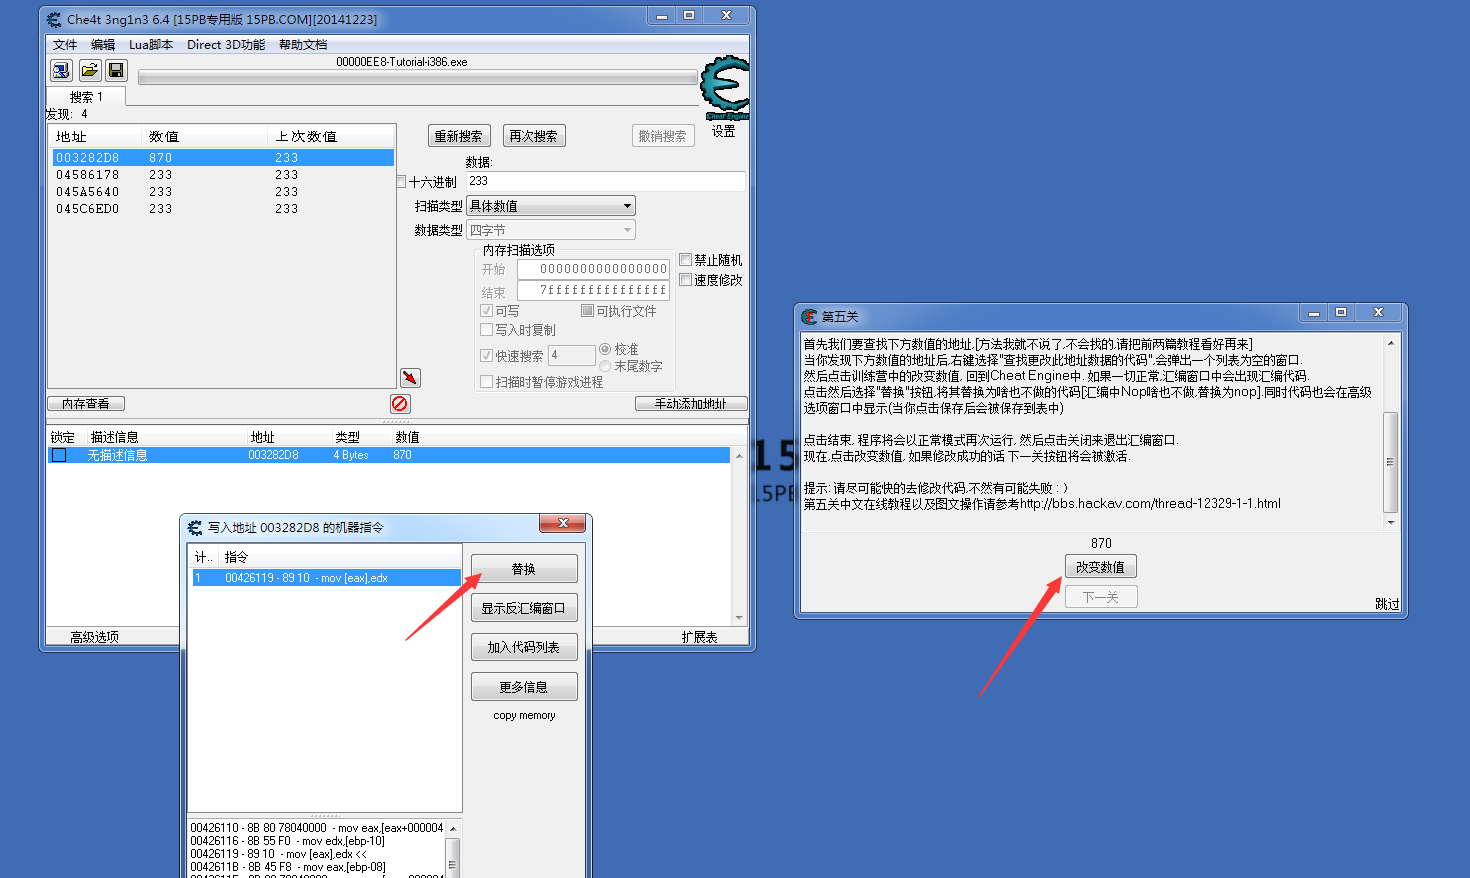 Che4t 3ng1n3 6.4 [15PB专用版 15PB.COM][20141223]
文件 编辑 Lua脚本 Direct 3D功能 帮助文档
00000EE8-Tutorial-i386.exe
搜索 1
Cheat Engine
设置
发现: 4
地址 数值 上次数值
003282D8 870 233
04586178 233 233
045A5640 233 233
045C6ED0 233 233
重新搜索 再次搜索 撤销搜索
数据:
十六进制 233
扫描类型 具体数值
数据类型 四字节
内存扫描选项
开始 0000000000000000
结束 7fffffffffffffff
禁止随机
速度修改
可写 可执行文件
写入时复制
快速搜索 4 校准
末尾数字
扫描时暂停游戏进程
内存查看 手动添加地址
锁定 描述信息 地址 类型 数值
无描述信息 003282D8 4 Bytes 870
高级选项 扩展表
写入地址 003282D8 的机器指令
计.. 指令
1 00426119 - 89 10 - mov [eax],edx
替换
显示反汇编窗口
加入代码列表
更多信息
copy memory
00426110 - 8B 80 78040000 - mov eax,[eax+000004
00426116 - 8B 55 F0 - mov edx,[ebp-10]
00426119 - 89 10 - mov [eax],edx <<
0042611B - 8B 45 F8 - mov eax,[ebp-08]
15
.5PB
第五关
首先我们要查找下方数值的地址.[方法我就不说了,不会找的,请把前两篇教程看好再来]
当你发现下方数值的地址后,右键选择"查找更改此地址数据的代码",会弹出一个列表为空的窗口.
然后点击训练营中的改变数值, 回到Cheat Engine中. 如果一切正常,汇编窗口中会出现汇编代码.
点击然后选择"替换"按钮,将其替换为啥也不做的代码[汇编中Nop啥也不做,替换为nop].同时代码也会在高级
选项窗口中显示(当你点击保存后会被保存到表中)
点击结束, 程序将会以正常模式再次运行, 然后点击关闭来退出汇编窗口.
现在,点击改变数值, 如果修改成功的话 下一关按钮将会被激活.
提示: 请尽可能快的去修改代码,不然有可能失败 : )
第五关中文在线教程以及图文操作请参考http://bbs.hackav.com/thread-12329-1-1.html
870
改变数值
下一关
跳过